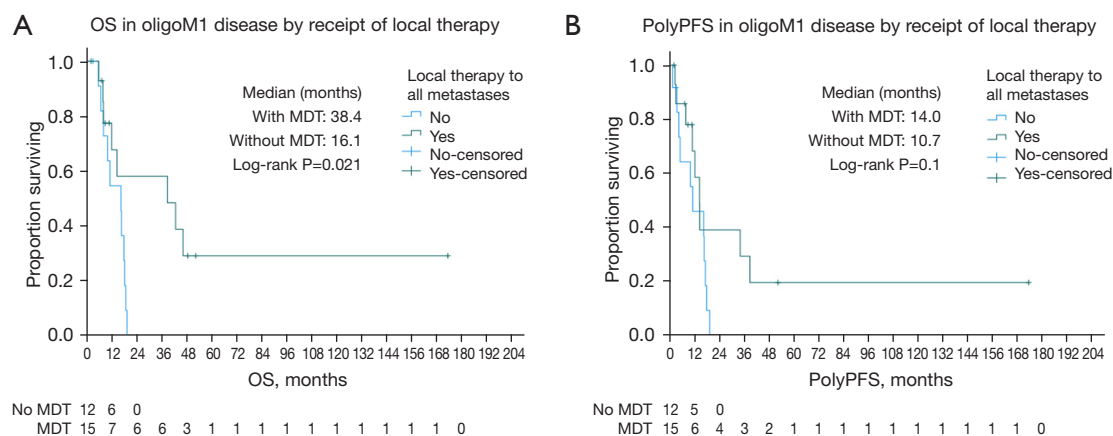 A
OS in oligoM1 disease by receipt of local therapy
Proportion surviving
1.0
0.8
0.6
0.4
0.2
0.0
Median (months)
With MDT: 38.4
Without MDT: 16.1
Log-rank P=0.021
Local therapy to
all metastases
No
Yes
No-censored
Yes-censored
0 12 24 36 48 60 72 84 96 108 120 132 144 156 168 180 192 204
OS, months
No MDT 12 6 0
MDT 15 7 6 6 3 1 1 1 1 1 1 1 1 1 1 0
B
PolyPFS in oligoM1 disease by receipt of local therapy
Proportion surviving
1.0
0.8
0.6
0.4
0.2
0.0
Median (months)
With MDT: 14.0
Without MDT: 10.7
Log-rank P=0.1
Local therapy to
all metastases
No
Yes
No-censored
Yes-censored
0 12 24 36 48 60 72 84 96 108 120 132 144 156 168 180 192 204
PolyPFS, months
No MDT 12 5 0
MDT 15 6 4 3 2 1 1 1 1 1 1 1 1 1 1 0